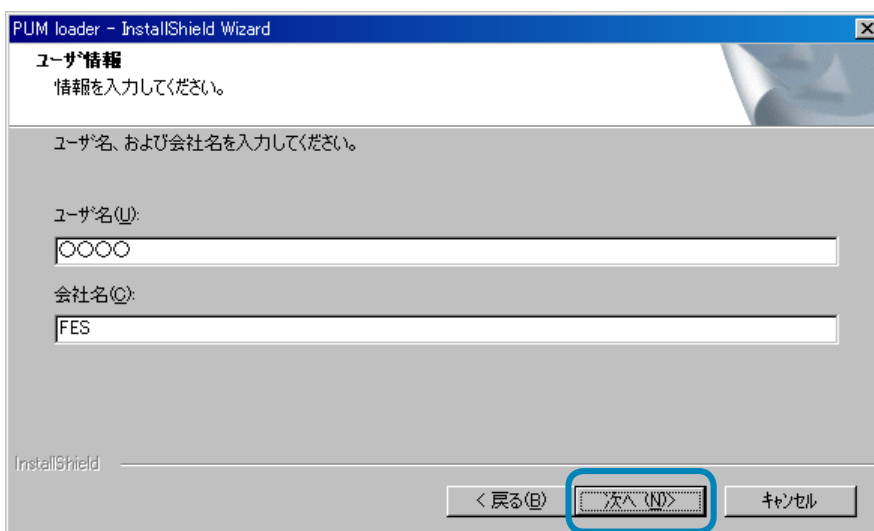 PUM loader - InstallShield Wizard
ユーザ情報
情報を入力してください。
ユーザ名、および会社名を入力してください。
ユーザ名(U):
○○○○
会社名(C):
FES
InstallShield
< 戻る(B) 次へ (N)> キャンセル